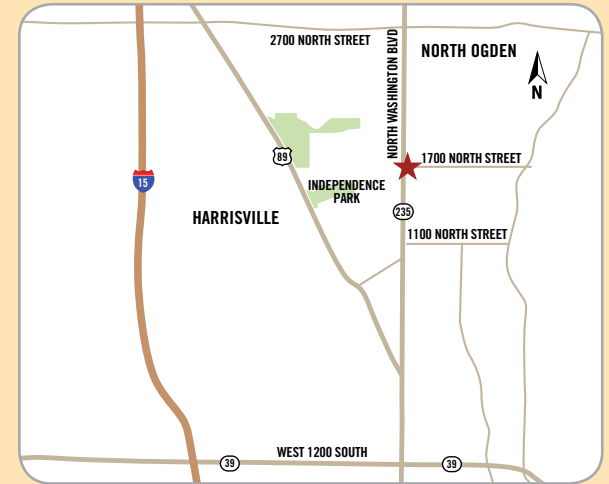 2700 NORTH STREET
NORTH WASHINGTON BLVD
NORTH OGDEN
N
89
1700 NORTH STREET
15
INDEPENDENCE
PARK
HARRISVILLE
235
1100 NORTH STREET
WEST 1200 SOUTH
39
39